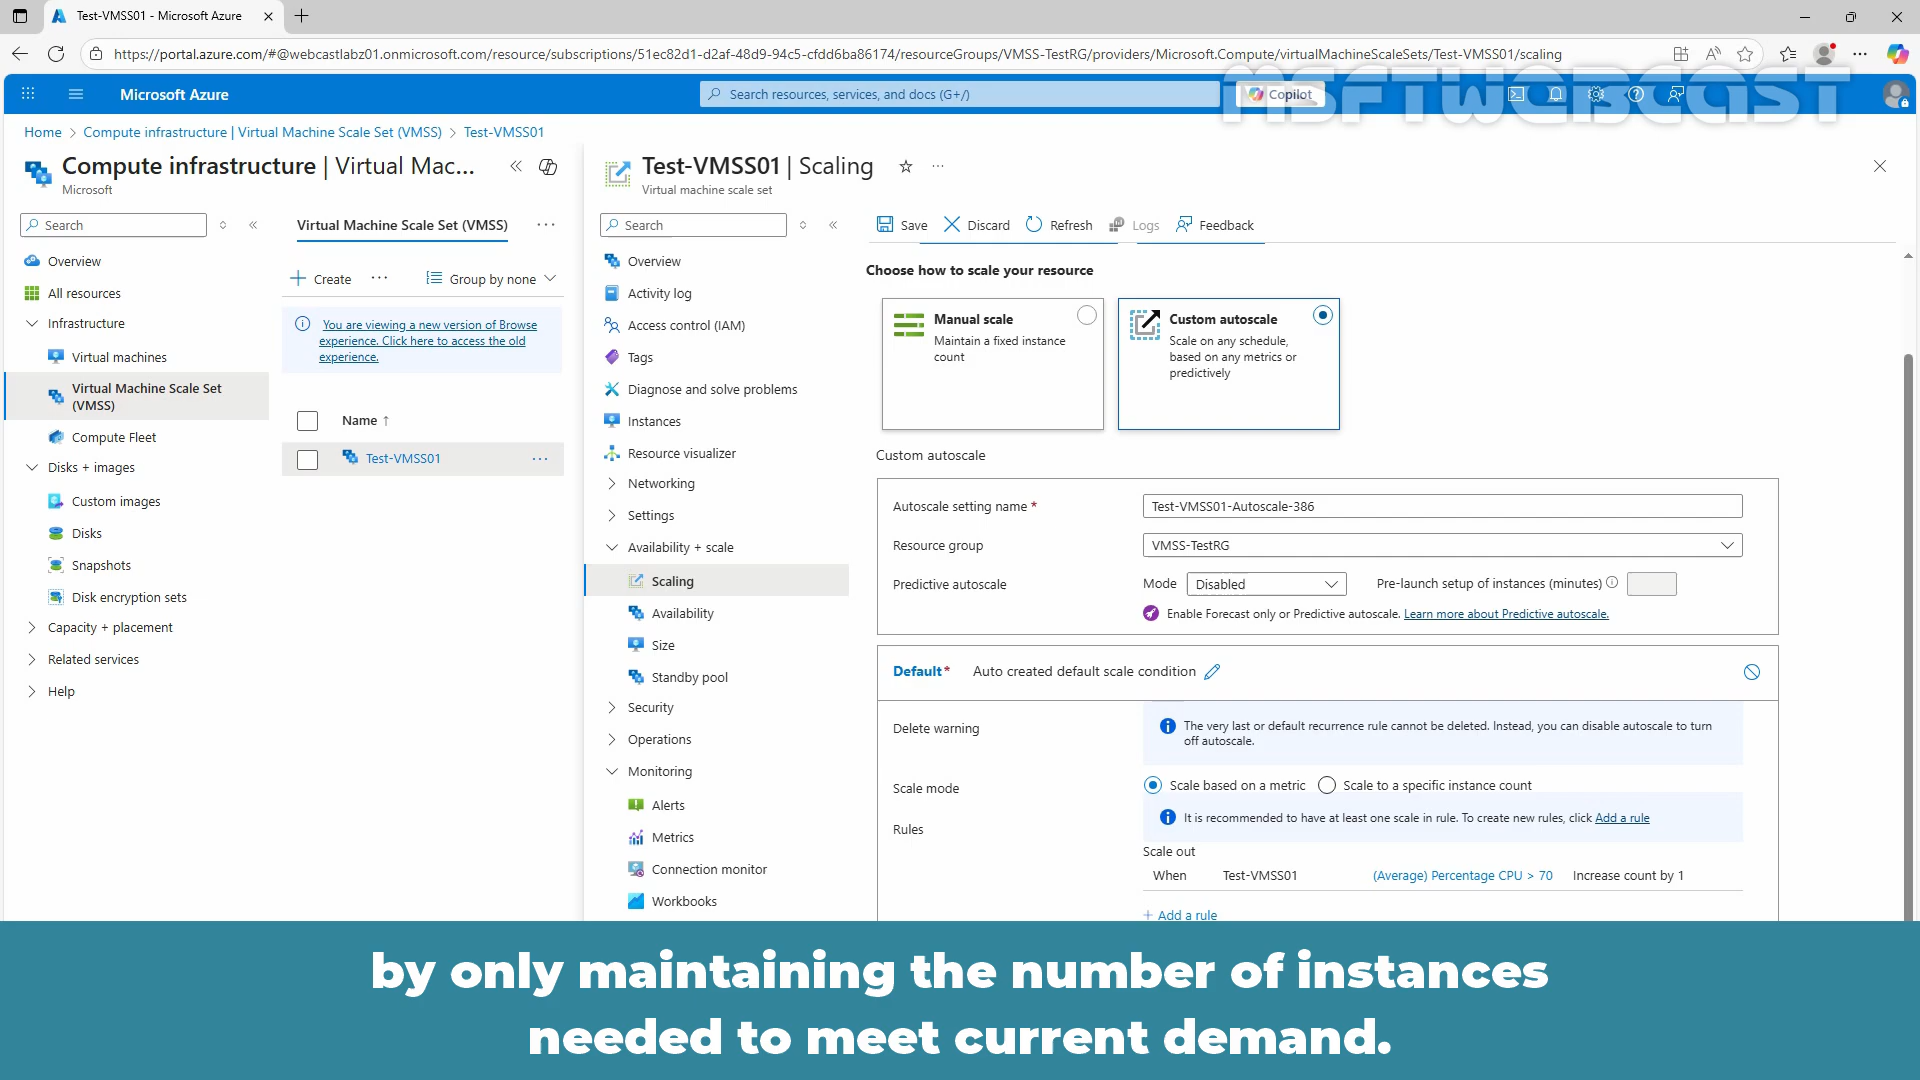 Test-VMSS01 - Microsoft Azure
https://portal.azure.com/#@webcastlabz01.onmicrosoft.com/resource/subscriptions/51ec82d1-d2af-48d9-94c5-cfdd6ba86174/resourceGroups/VMSS-TestRG/providers/Microsoft.Compute/virtualMachineScaleSets/Test-VMSS01/scaling
MSFTWEBCAST
Microsoft Azure
Search resources, services, and docs (G+/)
Copilot
Home > Compute infrastructure | Virtual Machine Scale Set (VMSS) > Test-VMSS01
Compute infrastructure | Virtual Mac...
Microsoft
Search
Overview
All resources
Infrastructure
Virtual machines
Virtual Machine Scale Set
(VMSS)
Compute Fleet
Disks + images
Custom images
Disks
Snapshots
Disk encryption sets
Capacity + placement
Related services
Help
Virtual Machine Scale Set (VMSS)
Create
Group by none
You are viewing a new version of Browse
experience. Click here to access the old
experience.
Name ↑
Test-VMSS01
Test-VMSS01 | Scaling
Virtual machine scale set
Search
Overview
Activity log
Access control (IAM)
Tags
Diagnose and solve problems
Instances
Resource visualizer
Networking
Settings
Availability + scale
Scaling
Availability
Size
Standby pool
Security
Operations
Monitoring
Alerts
Metrics
Connection monitor
Workbooks
Save Discard Refresh Logs Feedback
Choose how to scale your resource
Manual scale
Maintain a fixed instance
count
Custom autoscale
Scale on any schedule,
based on any metrics or
predictively
Custom autoscale
Autoscale setting name * Test-VMSS01-Autoscale-386
Resource group VMSS-TestRG
Predictive autoscale Mode Disabled Pre-launch setup of instances (minutes)
Enable Forecast only or Predictive autoscale. Learn more about Predictive autoscale.
Default* Auto created default scale condition
Delete warning
The very last or default recurrence rule cannot be deleted. Instead, you can disable autoscale to turn
off autoscale.
Scale mode Scale based on a metric Scale to a specific instance count
Rules
It is recommended to have at least one scale in rule. To create new rules, click Add a rule
Scale out
When Test-VMSS01 (Average) Percentage CPU > 70 Increase count by 1
+ Add a rule
by only maintaining the number of instances
needed to meet current demand.